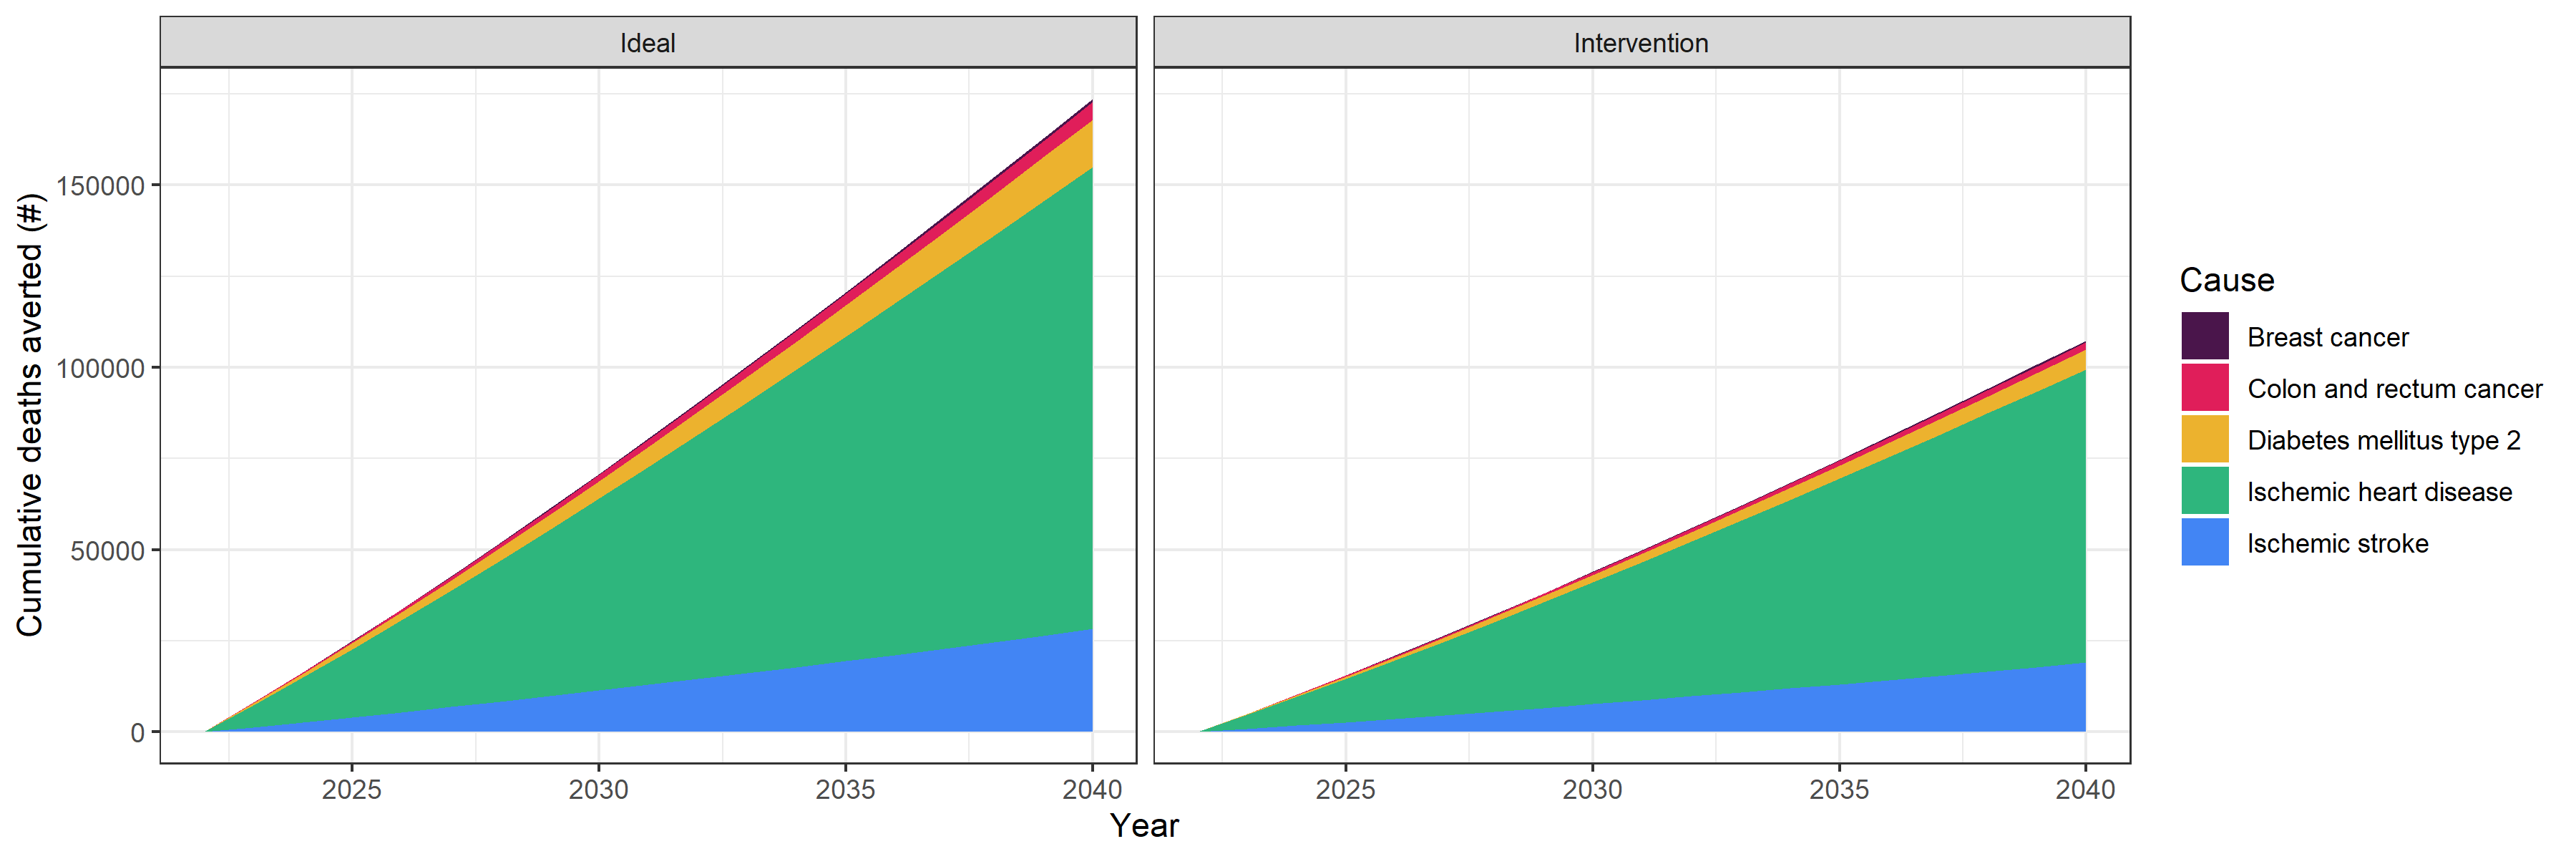 Ideal
Intervention
Cumulative deaths averted (#)
150000
100000
50000
0
2025
2030
2035
2040
2025
2030
2035
2040
Year
Cause
Breast cancer
Colon and rectum cancer
Diabetes mellitus type 2
Ischemic heart disease
Ischemic stroke